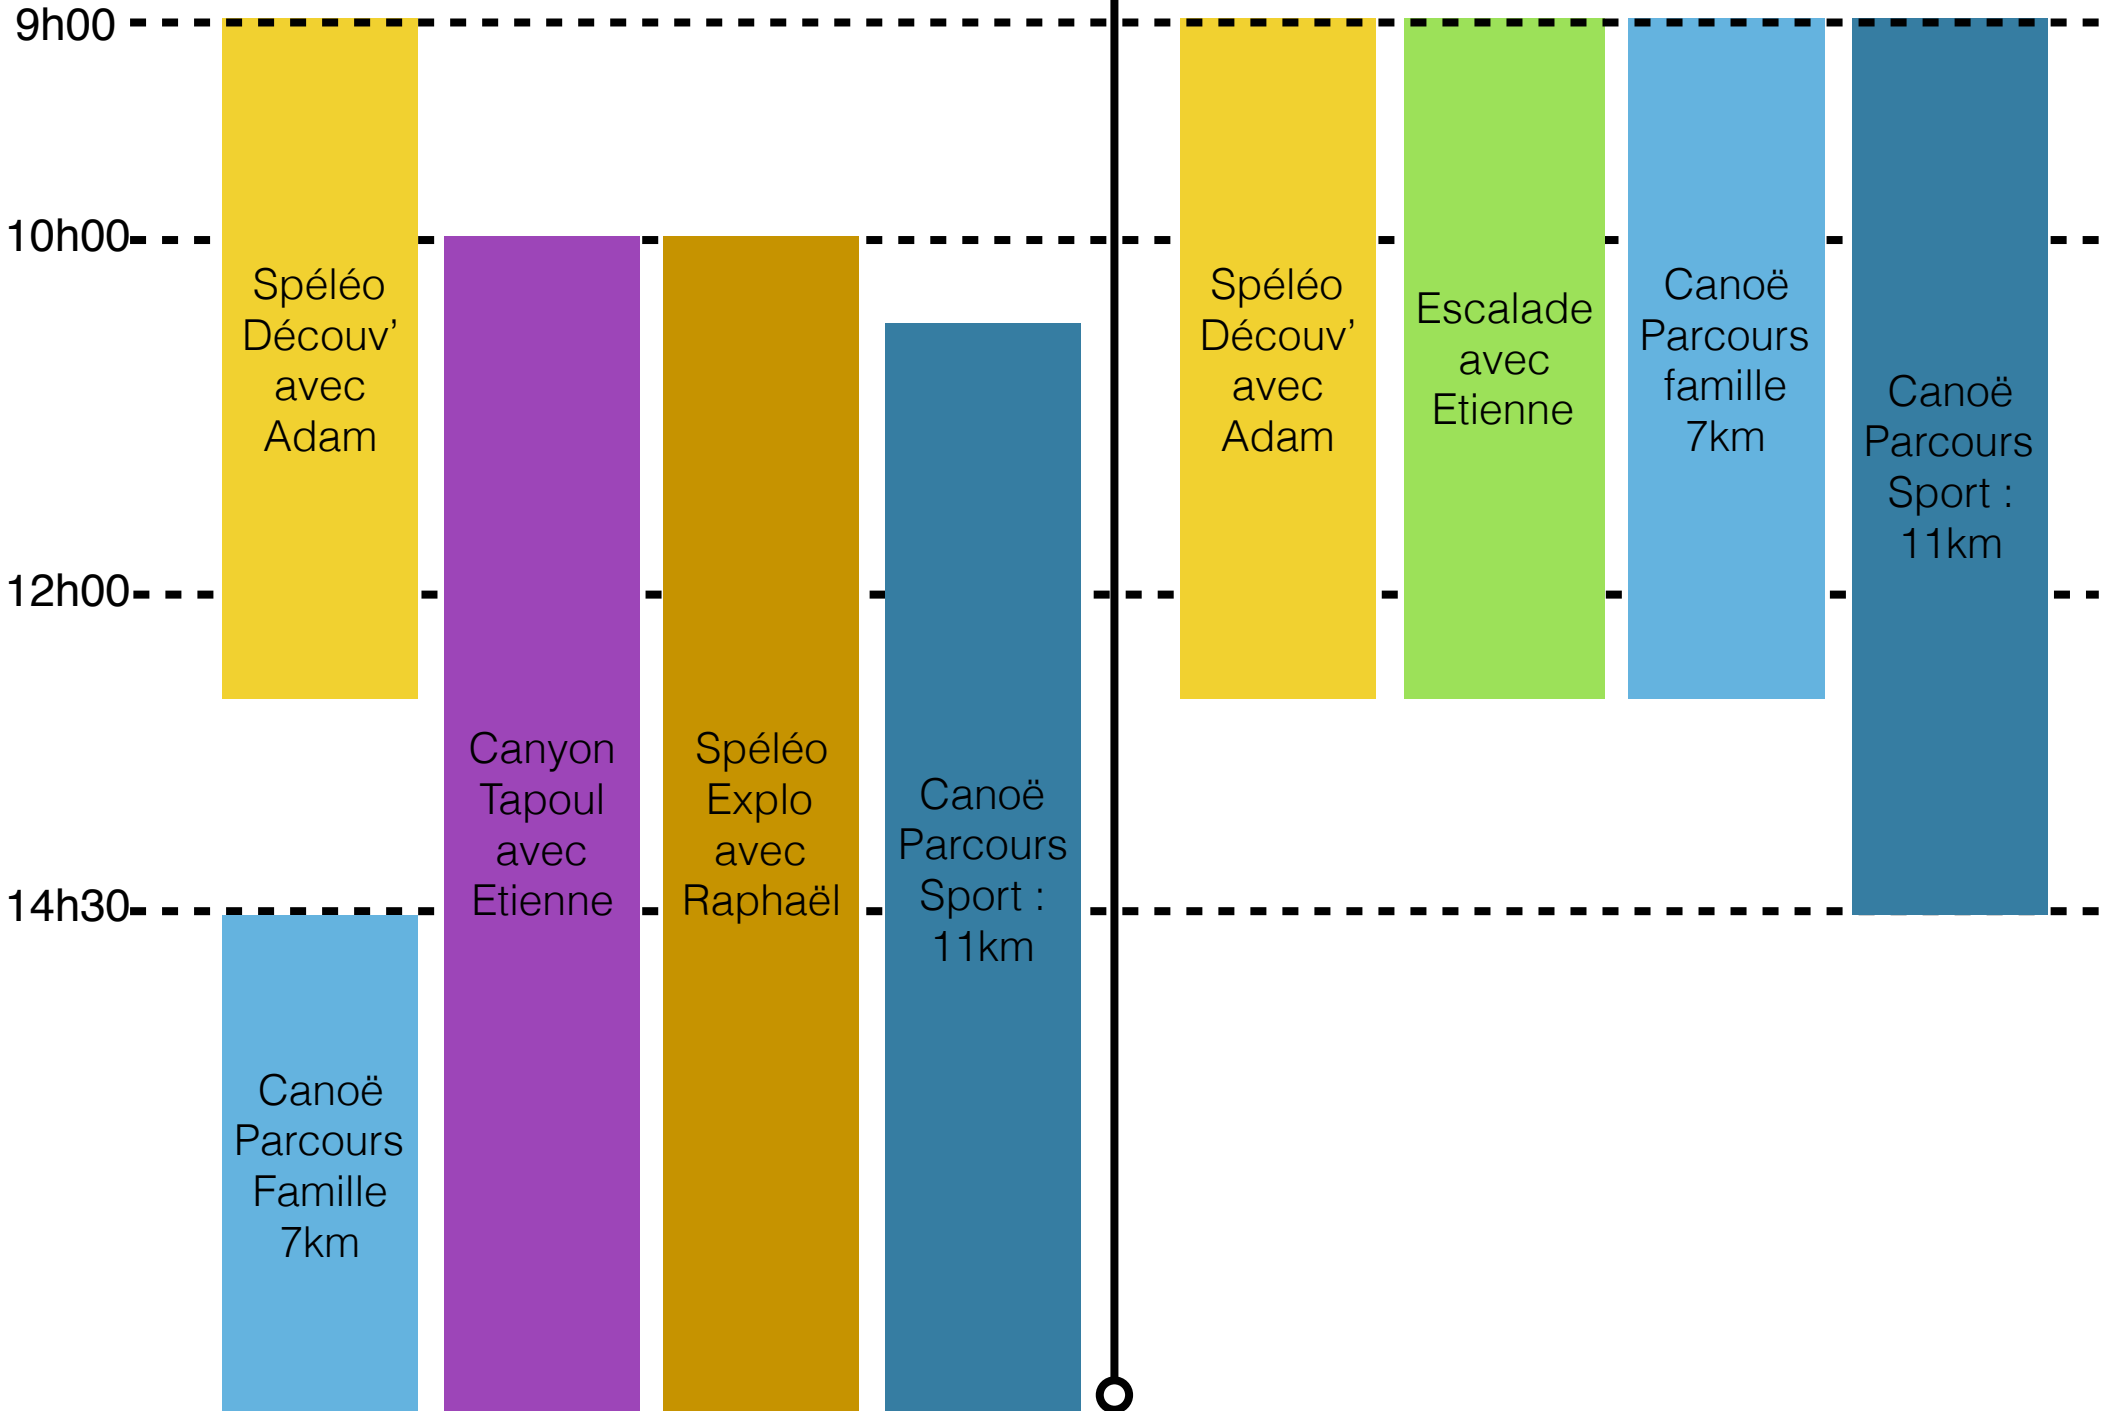 9h00
10h00
12h00
14h30
Spéléo
Découv’
avec
Adam
Canyon
Tapoul
avec
Etienne
Spéléo
Explo
avec
Raphaël
Canoë
Parcours
Sport :
11km
Canoë
Parcours
Famille
7km
Spéléo
Découv’
avec
Adam
Escalade
avec
Etienne
Canoë
Parcours
famille
7km
Canoë
Parcours
Sport :
11km